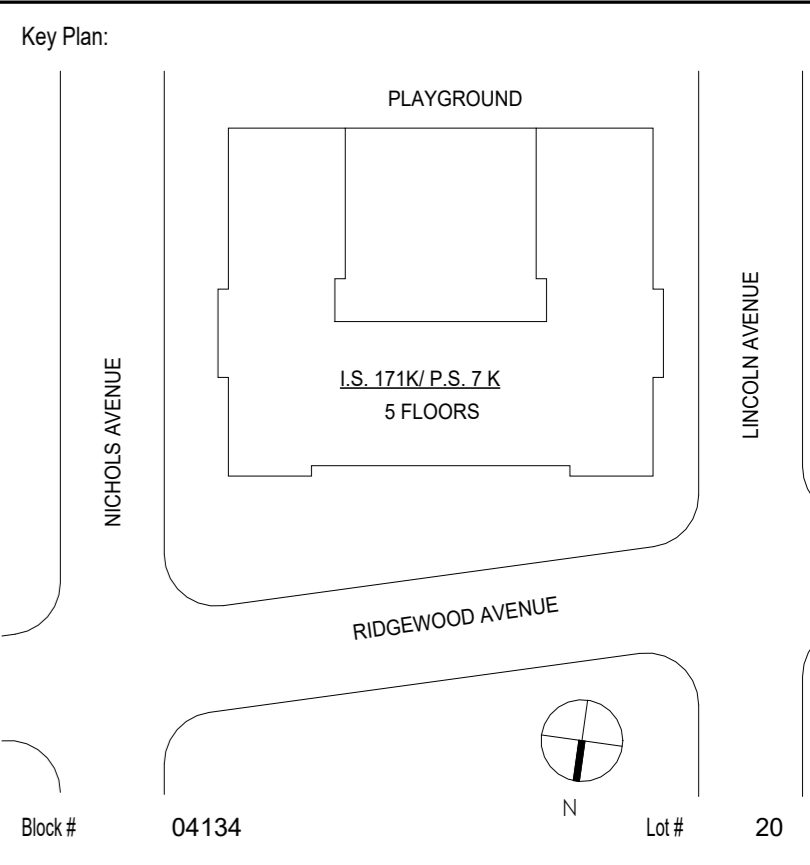 Key Plan:
PLAYGROUND
NICHOLS AVENUE
LINCOLN AVENUE
I.S. 171K/ P.S. 7 K
5 FLOORS
RIDGEWOOD AVENUE
N
Block # 04134 Lot # 20